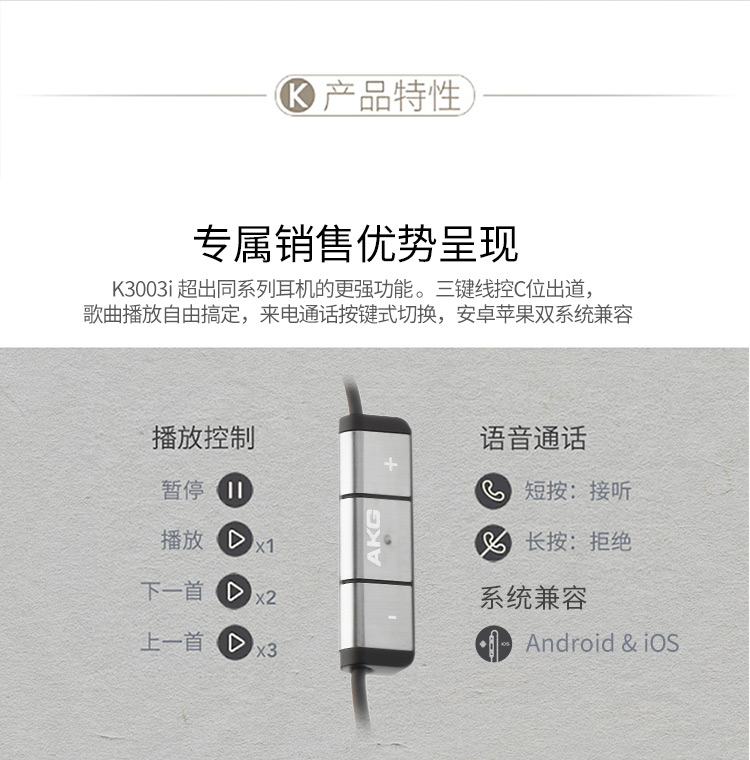 K 产品特性
专属销售优势呈现
K3003i 超出同系列耳机的更强功能。三键线控C位出道，
歌曲播放自由搞定，来电通话按键式切换，安卓苹果双系统兼容
播放控制
暂停
播放 x1
下一首 x2
上一首 x3
+
AKG
-
语音通话
短按：接听
长按：拒绝
系统兼容
iOS
Android & iOS